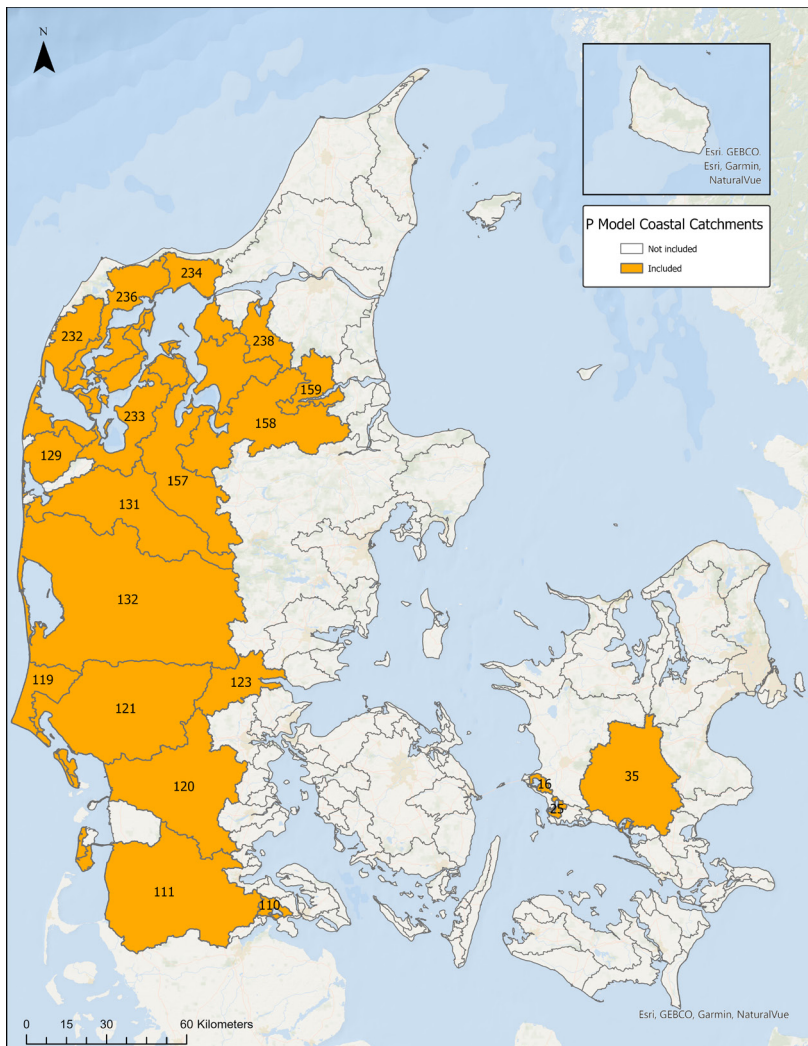 N
Esri. GEBCO.
Esri, Garmin,
NaturalVue
P Model Coastal Catchments
Not included
Included
234
236
232
238
159
233
158
129
157
131
132
119
123
121
120
35
16
25
111
110
Esri, GEBCO, Garmin, NaturalVue
0 15 30 60 Kilometers